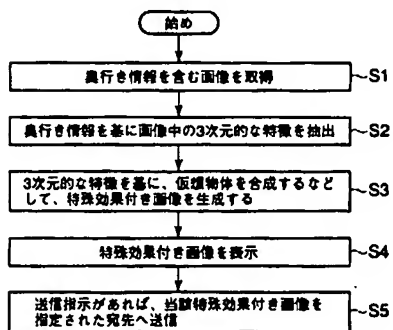 始め
奥行き情報を含む画像を取得
~S1
奥行き情報を基に画像中の3次元的な特徴を抽出
~S2
3次元的な特徴を基に、仮想物体を合成するなど
して、特殊効果付き画像を生成する
~S3
特殊効果付き画像を表示
~S4
送信指示があれば、当該特殊効果付き画像を
指定された宛先へ送信
~S5